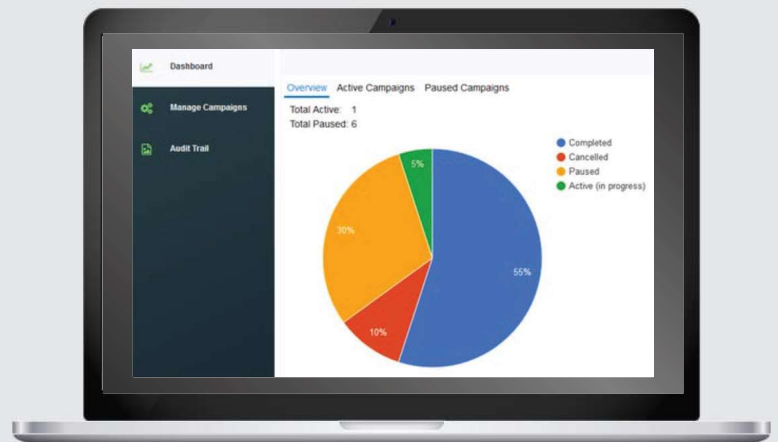 Dashboard
Manage Campaigns
Audit Trail
Overview Active Campaigns Paused Campaigns
Total Active: 1
Total Paused: 6
Completed
Cancelled
Paused
Active (in progress)
5%
30%
55%
10%